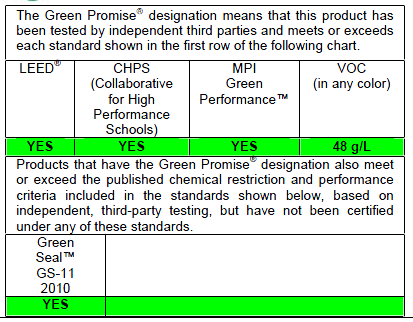 The Green Promise® designation means that this product has
been tested by independent third parties and meets or exceeds
each standard shown in the first row of the following chart.
LEED® CHPS MPI VOC
(Collaborative Green (in any color)
for High Performance™
Performance
Schools)
YES YES YES 48 g/L
Products that have the Green Promise® designation also meet
or exceed the published chemical restriction and performance
criteria included in the standards shown below, based on
independent, third-party testing, but have not been certified
under any of these standards.
Green
Seal™
GS-11
2010
YES